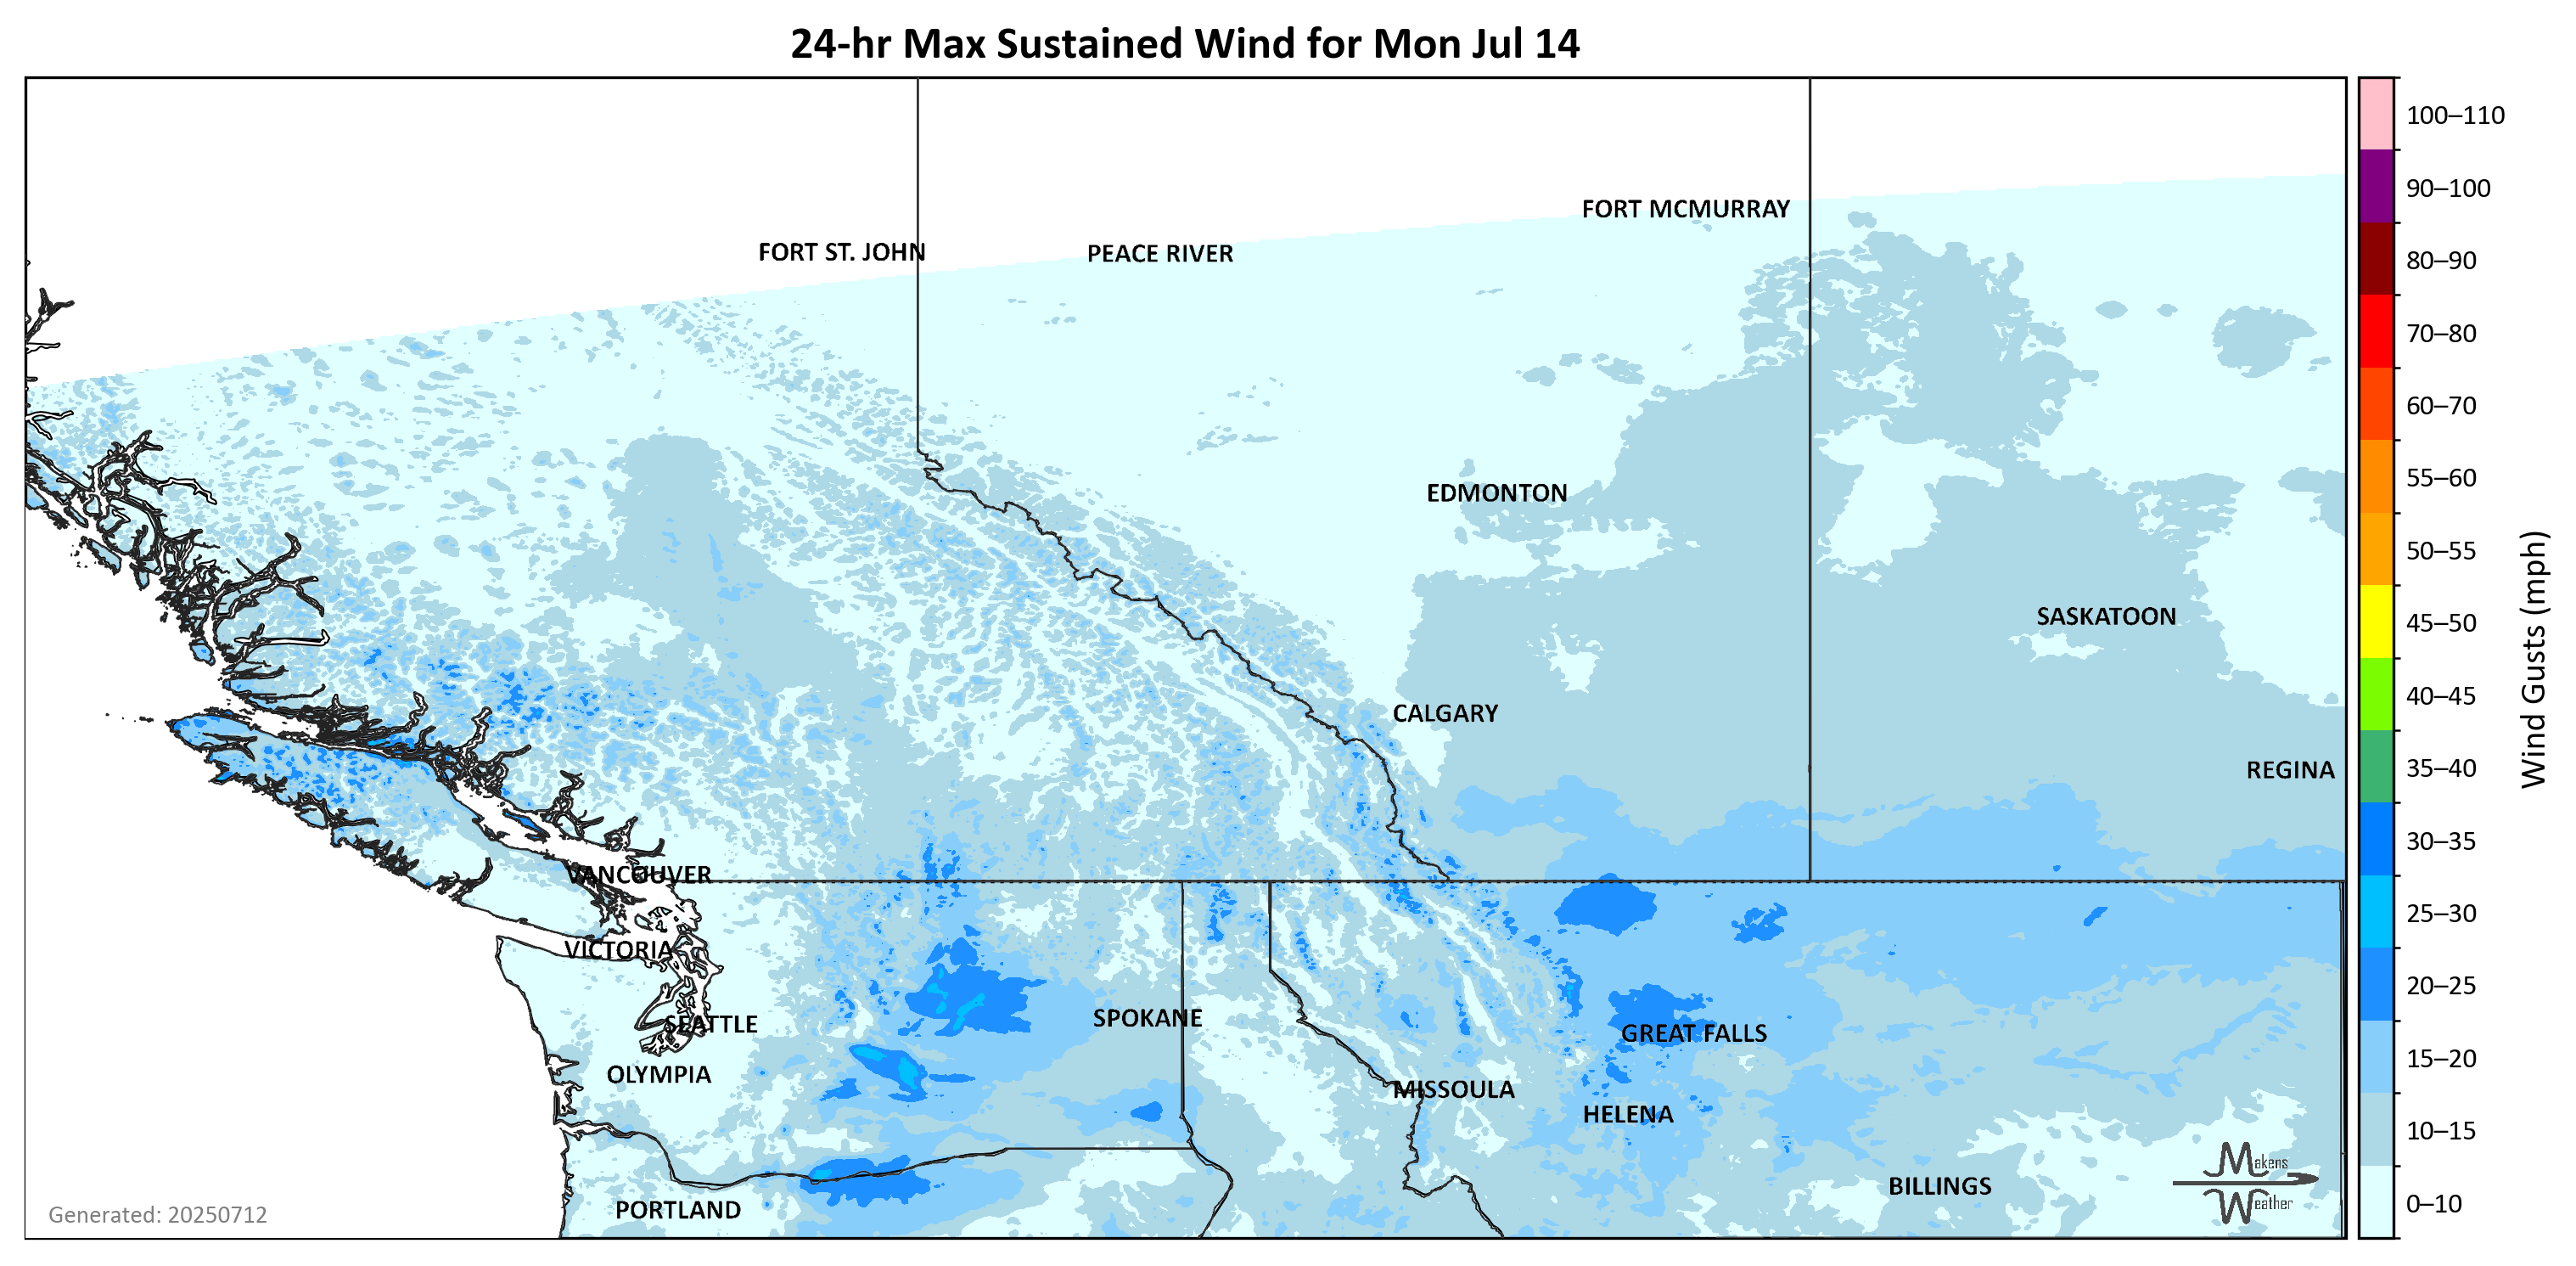 24-hr Max Sustained Wind for Mon Jul 14
100–110
90–100
80–90
70–80
60–70
55–60
50–55
45–50
40–45
35–40
30–35
25–30
20–25
15–20
10–15
0–10
Wind Gusts (mph)
FORT MCMURRAY
FORT ST. JOHN
PEACE RIVER
EDMONTON
SASKATOON
CALGARY
REGINA
VANCOUVER
VICTORIA
SEATTLE
SPOKANE
GREAT FALLS
OLYMPIA
MISSOULA
HELENA
BILLINGS
PORTLAND
Makens
Weather
Generated: 20250712